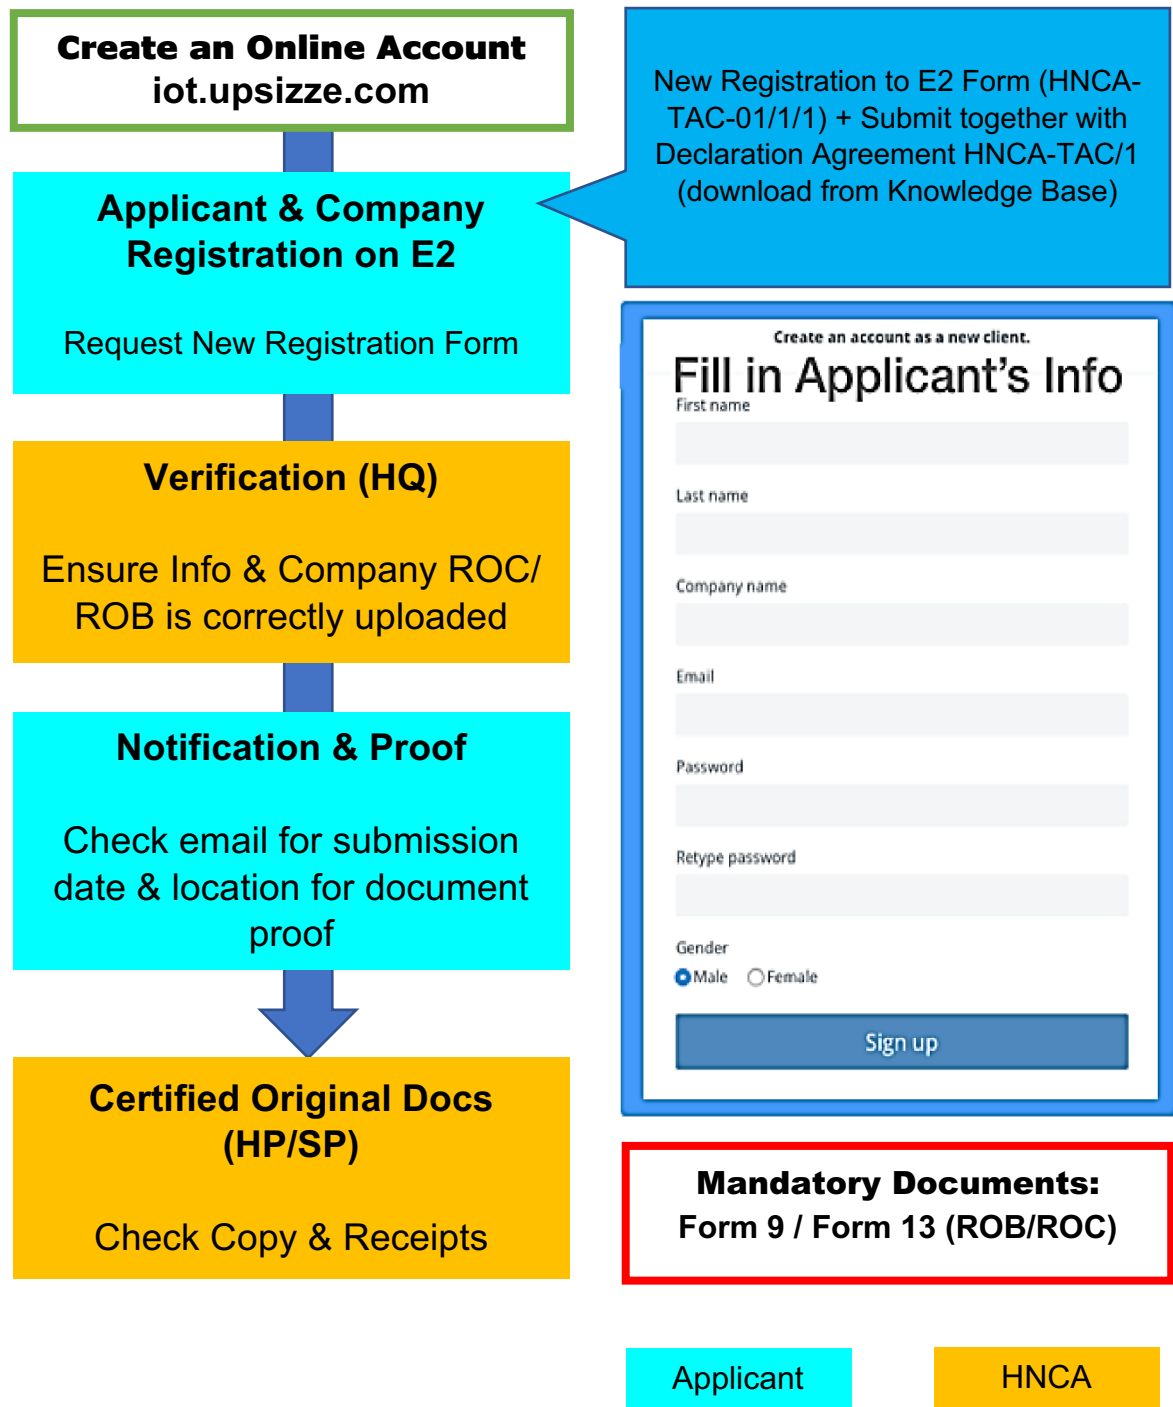 Create an Online Account
iot.upsizze.com
New Registration to E2 Form (HNCA-
TAC-01/1/1) + Submit together with
Declaration Agreement HNCA-TAC/1
(download from Knowledge Base)
Applicant & Company
Registration on E2
Request New Registration Form
Verification (HQ)
Ensure Info & Company ROC/
ROB is correctly uploaded
Notification & Proof
Check email for submission
date & location for document
proof
Certified Original Docs
(HP/SP)
Check Copy & Receipts
Create an account as a new client.
Fill in Applicant's Info
First name
Last name
Company name
Email
Password
Retype password
Gender
Male Female
Sign up
Mandatory Documents:
Form 9 / Form 13 (ROB/ROC)
Applicant
HNCA